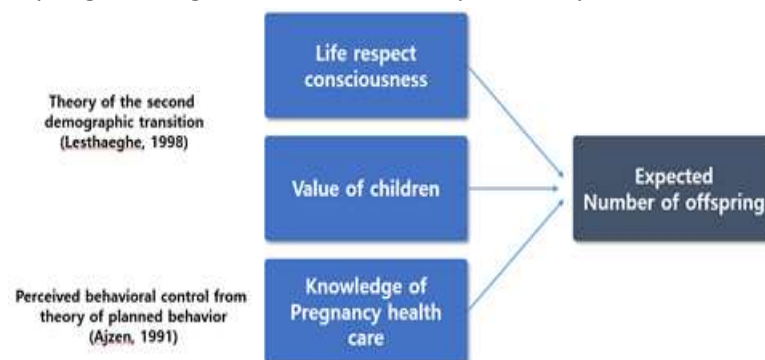 Life respect
consciousness
Theory of the second
demographic transition
(Lesthaeghe, 1998)
Value of children
Expected
Number of offspring
Perceived behavioral control from
theory of planned behavior
(Ajzen, 1991)
Knowledge of
Pregnancy health
care